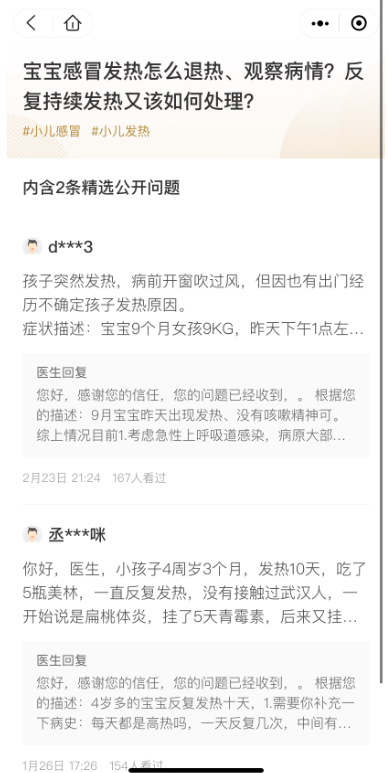 宝宝感冒发热怎么退热、观察病情？反
复持续发热又该如何处理？
#小儿感冒 #小儿发热
内含2条精选公开问题
d***3
孩子突然发热，病前开窗吹过风，但因也有出门经
历不确定孩子发热原因。
症状描述：宝宝9个月女孩9KG，昨天下午1点左...
医生回复
您好，感谢您的信任，您的问题已经收到，。 根据您
的描述：9月宝宝昨天出现发热、没有咳嗽精神可。
综上情况目前1.考虑急性上呼吸道感染，病原大部...
2月23日 21:24 167人看过
丞***咪
你好，医生，小孩子4周岁3个月，发热10天，吃了
5瓶美林，一直反复发热，没有接触过武汉人，一
开始说是扁桃体炎，挂了5天青霉素，后来又挂...
医生回复
您好，感谢您的信任，您的问题已经收到，。 根据您
的描述：4岁多的宝宝反复发热十天，1.需要你补充一
下病史：每天都是高热吗，一天反复几次，中间有...
1月26日 17:26 154人看过